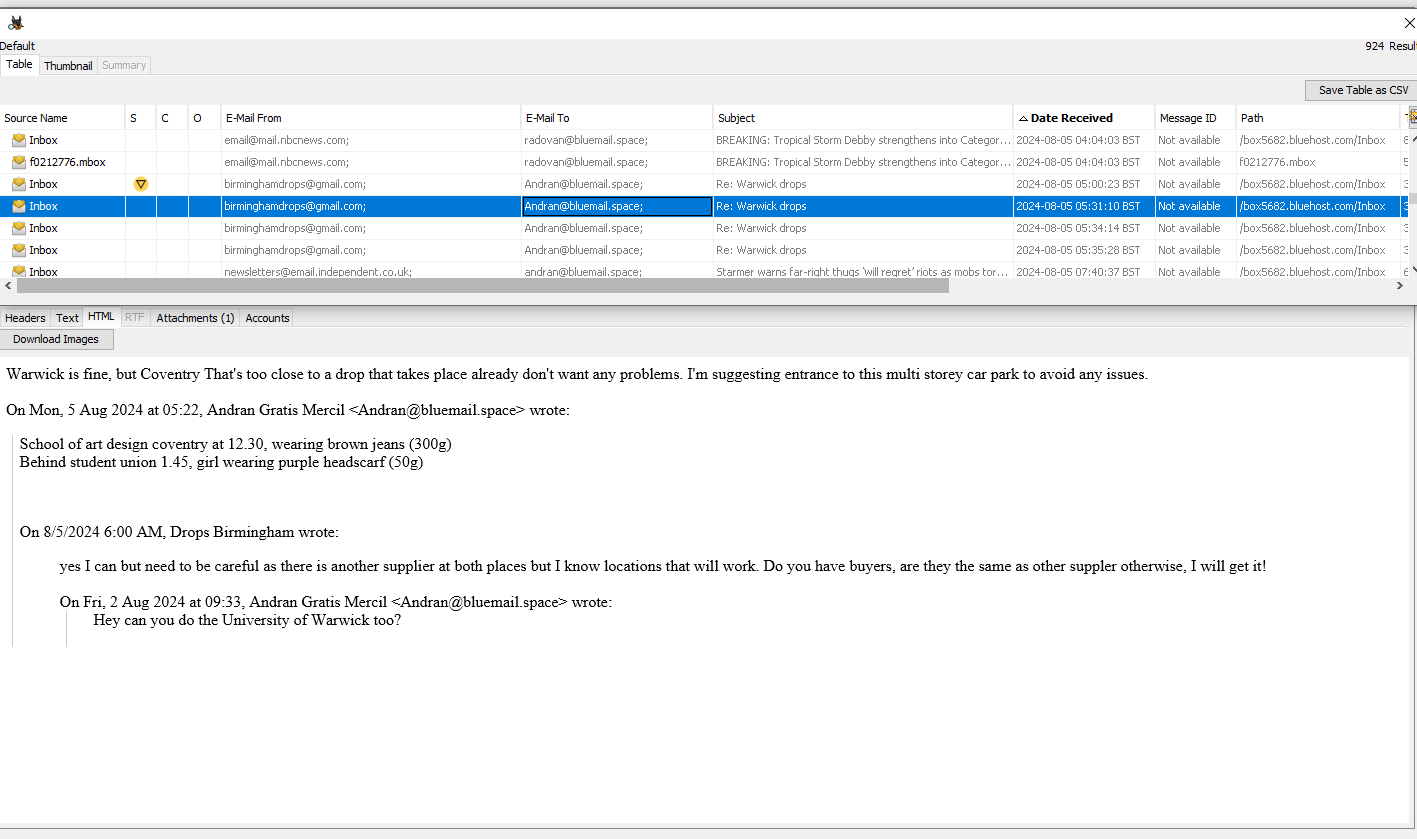 Default
924 Result
Table Thumbnail Summary
Save Table as CSV
Source Name S C O E-Mail From E-Mail To Subject Date Received Message ID Path
Inbox email@mail.nbcnews.com; radovan@bluemail.space; BREAKING: Tropical Storm Debby strengthens into Categor... 2024-08-05 04:04:03 BST Not available /box5682.bluehost.com/Inbox
f0212776.mbox email@mail.nbcnews.com; radovan@bluemail.space; BREAKING: Tropical Storm Debby strengthens into Categor... 2024-08-05 04:04:03 BST Not available f0212776.mbox
Inbox birminghamdrops@gmail.com; Andran@bluemail.space; Re: Warwick drops 2024-08-05 05:00:23 BST Not available /box5682.bluehost.com/Inbox
Inbox birminghamdrops@gmail.com; Andran@bluemail.space; Re: Warwick drops 2024-08-05 05:31:10 BST Not available /box5682.bluehost.com/Inbox
Inbox birminghamdrops@gmail.com; Andran@bluemail.space; Re: Warwick drops 2024-08-05 05:34:14 BST Not available /box5682.bluehost.com/Inbox
Inbox birminghamdrops@gmail.com; Andran@bluemail.space; Re: Warwick drops 2024-08-05 05:35:28 BST Not available /box5682.bluehost.com/Inbox
Inbox newsletters@email.independent.co.uk; andran@bluemail.space; Starmer warns far-right thugs 'will regret' riots as mobs tor... 2024-08-05 07:40:37 BST Not available /box5682.bluehost.com/Inbox
Headers Text HTML RTF Attachments (1) Accounts
Download Images
Warwick is fine, but Coventry That's too close to a drop that takes place already don't want any problems. I'm suggesting entrance to this multi storey car park to avoid any issues.
On Mon, 5 Aug 2024 at 05:22, Andran Gratis Mercil <Andran@bluemail.space> wrote:
School of art design coventry at 12.30, wearing brown jeans (300g)
Behind student union 1.45, girl wearing purple headscarf (50g)
On 8/5/2024 6:00 AM, Drops Birmingham wrote:
yes I can but need to be careful as there is another supplier at both places but I know locations that will work. Do you have buyers, are they the same as other suppler otherwise, I will get it!
On Fri, 2 Aug 2024 at 09:33, Andran Gratis Mercil <Andran@bluemail.space> wrote:
Hey can you do the University of Warwick too?